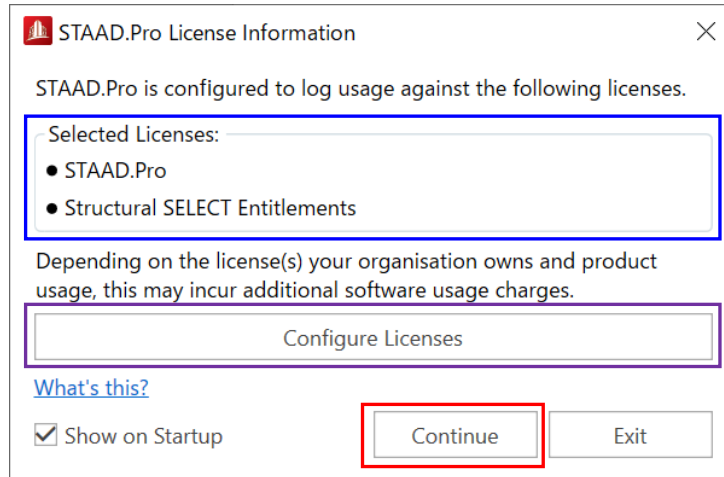 STAAD.Pro License Information
STAAD.Pro is configured to log usage against the following licenses.
Selected Licenses:
● STAAD.Pro
● Structural SELECT Entitlements
Depending on the license(s) your organisation owns and product
usage, this may incur additional software usage charges.
Configure Licenses
What's this?
Show on Startup
Continue
Exit